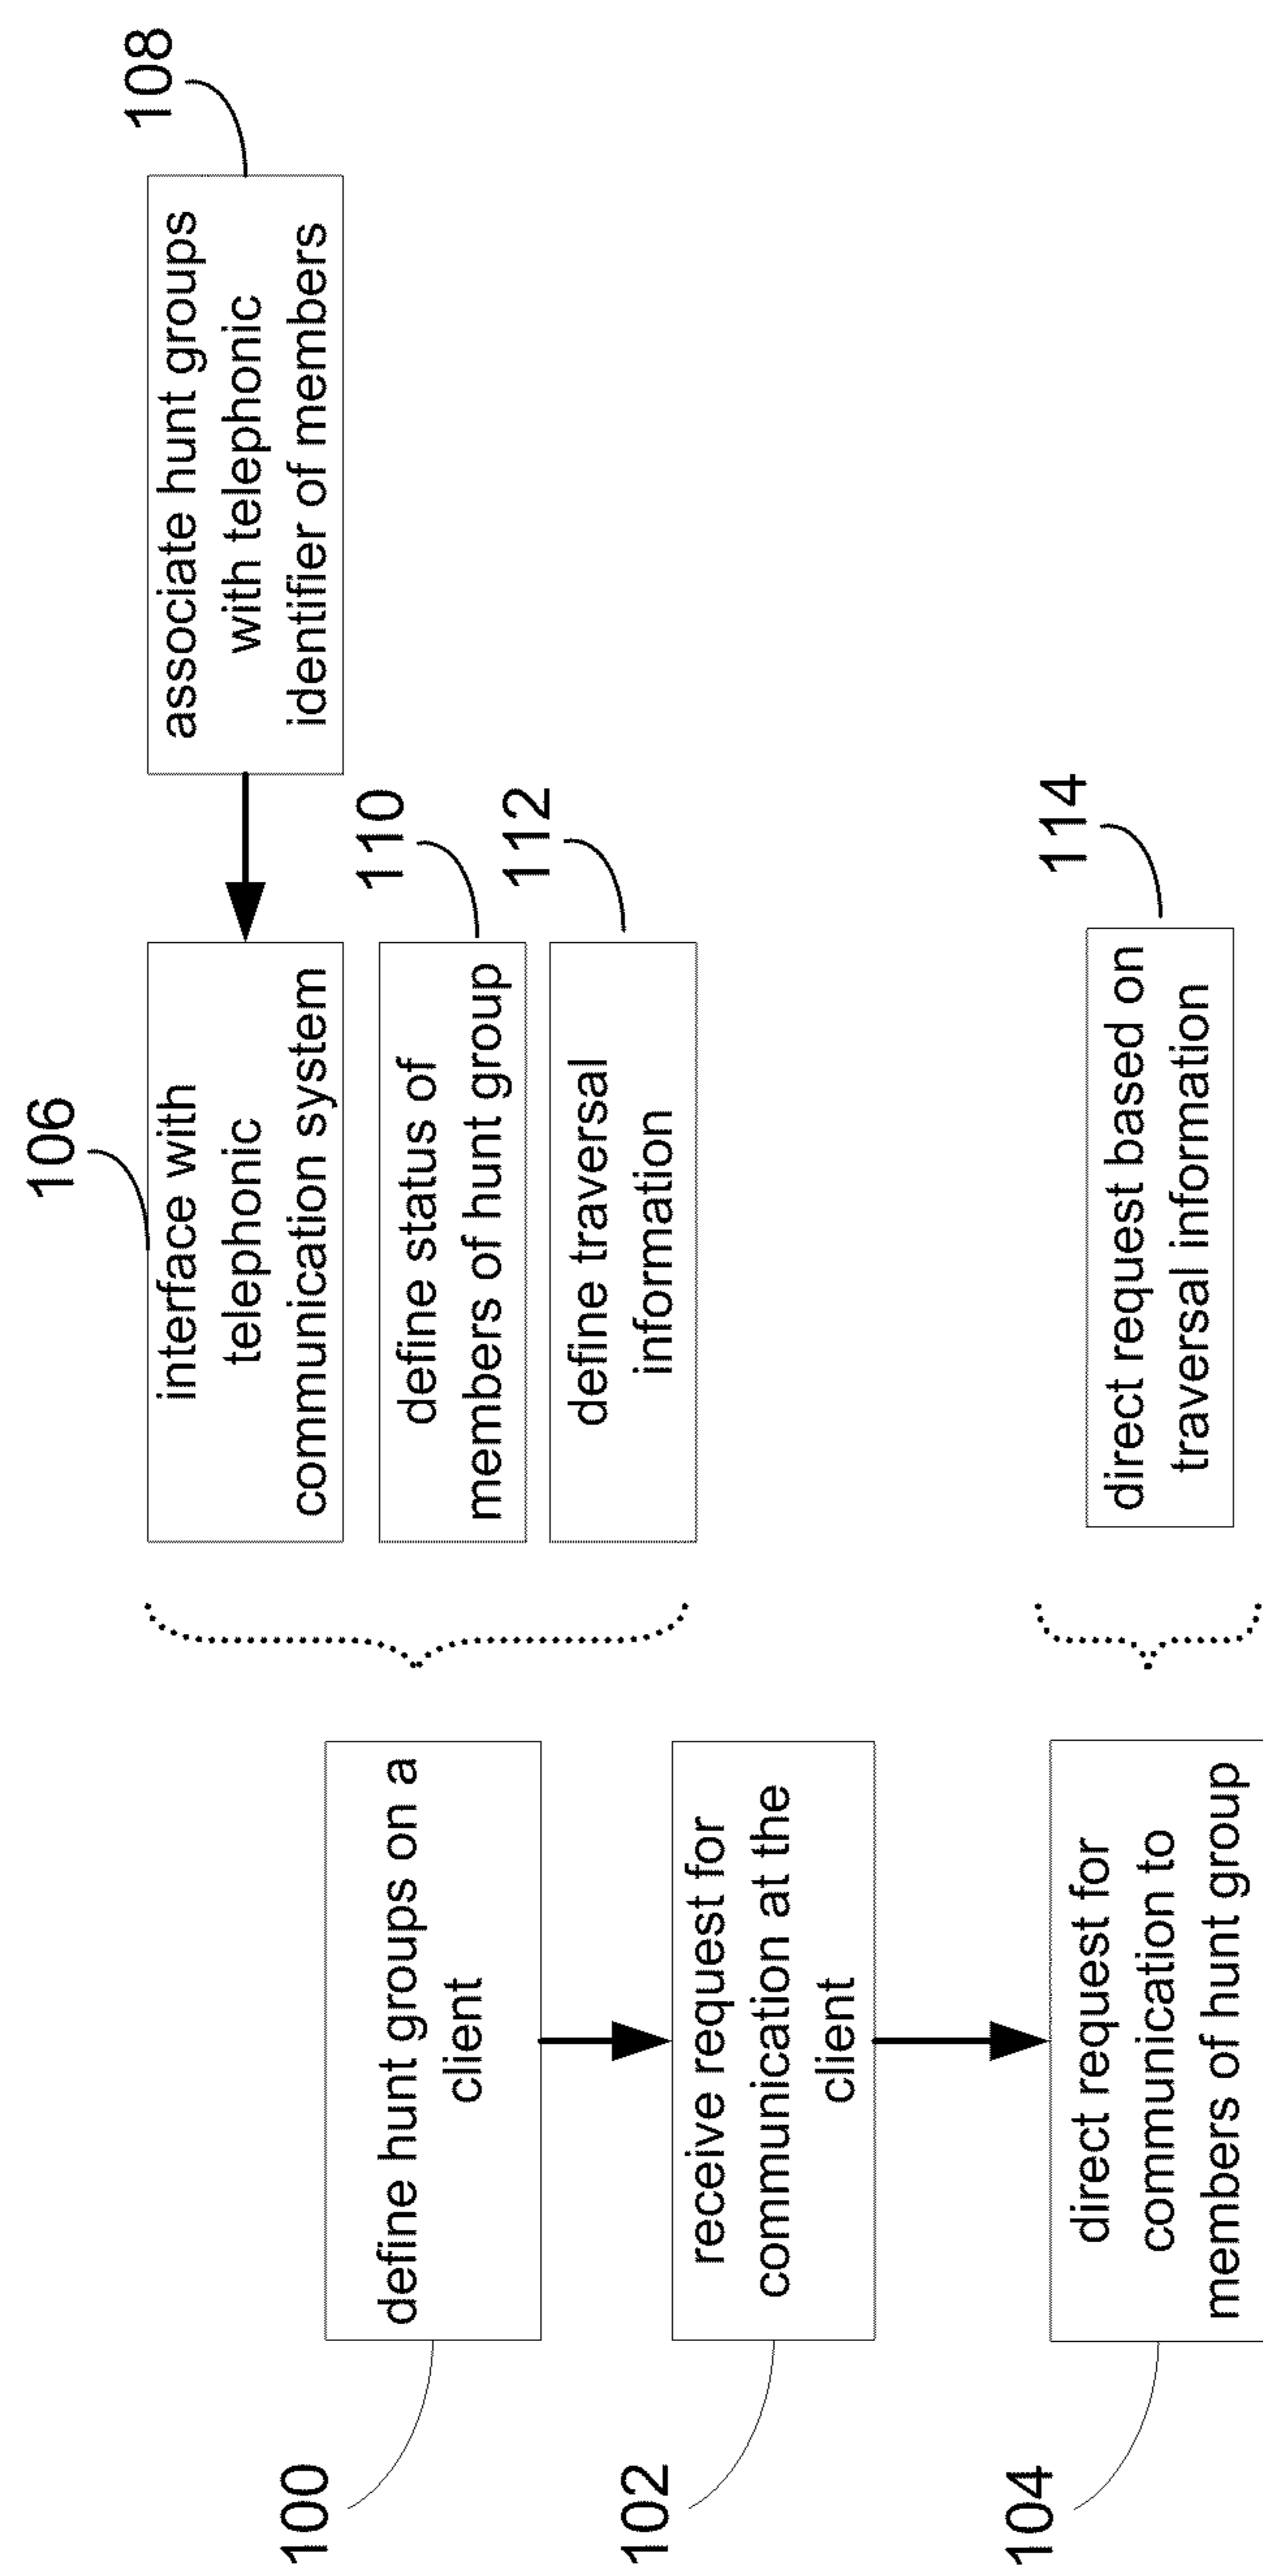 100
define hunt groups on a
client
102
receive request for
communication at the
client
104
direct request for
communication to
members of hunt group
106
interface with
telephonic
communication system
108
associate hunt groups
with telephonic
identifier of members
110
define status of
members of hunt group
112
define traversal
information
114
direct request based on
traversal information